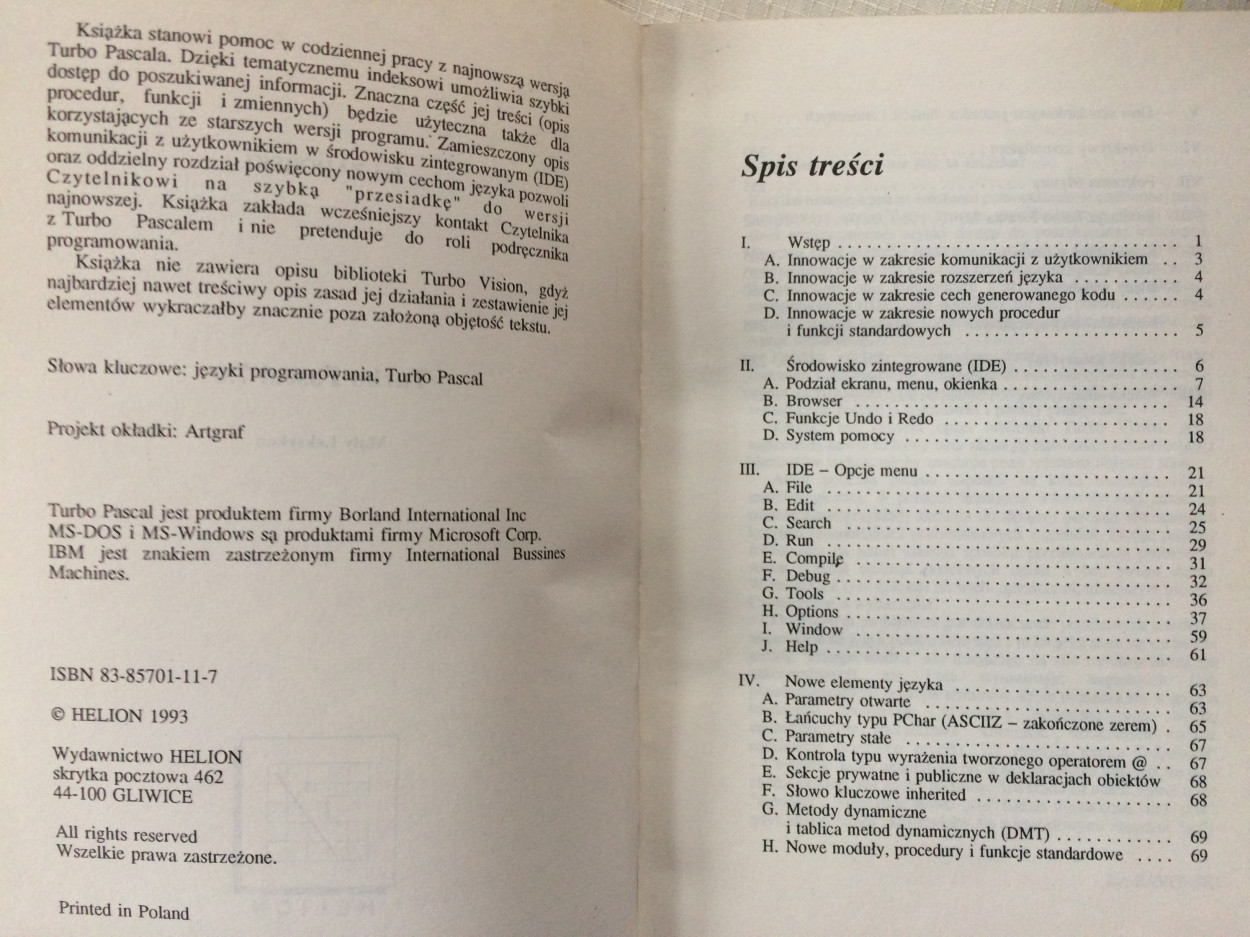 Książka stanowi pomoc w codziennej pracy z najnowszą wersją
Turbo Pascala. Dzięki tematycznemu indeksowi umożliwia szybki
dostęp do poszukiwanej informacji. Znaczna część jej treści (opis
procedur, funkcji i zmiennych) będzie użyteczna także dla
korzystających ze starszych wersji programu. Zamieszczony opis
komunikacji z użytkownikiem w środowisku zintegrowanym (IDE)
oraz oddzielny rozdział poświęcony nowym cechom języka pozwoli
Czytelnikowi na szybką "przesiadkę" do wersji
najnowszej. Książka zakłada wcześniejszy kontakt Czytelnika
z Turbo Pascalem i nie pretenduje do roli podręcznika
programowania.
Książka nie zawiera opisu biblioteki Turbo Vision, gdyż
najbardziej nawet treściwy opis zasad jej działania i zestawienie jej
elementów wykraczałby znacznie poza założoną objętość tekstu.
Słowa kluczowe: języki programowania, Turbo Pascal
Projekt okładki: Artgraf
Turbo Pascal jest produktem firmy Borland International Inc
MS-DOS i MS-Windows są produktami firmy Microsoft Corp.
IBM jest znakiem zastrzeżonym firmy International Bussines
Machines.
ISBN 83-85701-11-7
© HELION 1993
Wydawnictwo HELION
skrytka pocztowa 462
44-100 GLIWICE
All rights reserved
Wszelkie prawa zastrzeżone.
Printed in Poland
Spis treści
I. Wstęp . . . . . . . . . . . . . . . . . . . . 1
A. Innowacje w zakresie komunikacji z użytkownikiem . . 3
B. Innowacje w zakresie rozszerzeń języka . . . . . . . . . . . 4
C. Innowacje w zakresie cech generowanego kodu . . . . . . 4
D. Innowacje w zakresie nowych procedur
i funkcji standardowych . . . . . . . . . . . . . . . . 5
II. Środowisko zintegrowane (IDE) . . . . . . . . . . . . . . . . 6
A. Podział ekranu, menu, okienka . . . . . . . . . . . . . . . . 7
B. Browser . . . . . . . . . . . . . . . . . . . . 14
C. Funkcje Undo i Redo . . . . . . . . . . . . . . . . . . . . 18
D. System pomocy . . . . . . . . . . . . . . . . . . . . 18
III. IDE – Opcje menu . . . . . . . . . . . . . . . . . . . . 21
A. File . . . . . . . . . . . . . . . . . . . . 21
B. Edit . . . . . . . . . . . . . . . . . . . . 24
C. Search . . . . . . . . . . . . . . . . . . . . 25
D. Run . . . . . . . . . . . . . . . . . . . . 29
E. Compile . . . . . . . . . . . . . . . . . . . . 31
F. Debug . . . . . . . . . . . . . . . . . . . . 32
G. Tools . . . . . . . . . . . . . . . . . . . . 36
H. Options . . . . . . . . . . . . . . . . . . . . 37
I. Window . . . . . . . . . . . . . . . . . . . . 59
J. Help . . . . . . . . . . . . . . . . . . . . 61
IV. Nowe elementy języka . . . . . . . . . . . . . . . . . . . . 63
A. Parametry otwarte . . . . . . . . . . . . . . . . . . . . 63
B. Łańcuchy typu PChar (ASCIIZ – zakończone zerem) . 65
C. Parametry stałe . . . . . . . . . . . . . . . . . . . . 67
D. Kontrola typu wyrażenia tworzonego operatorem @ . . 67
E. Sekcje prywatne i publiczne w deklaracjach obiektów 68
F. Słowo kluczowe inherited . . . . . . . . . . . . . . . . . . 68
G. Metody dynamiczne
i tablica metod dynamicznych (DMT) . . . . . . . . . . . . 69
H. Nowe moduły, procedury i funkcje standardowe . . . . 69